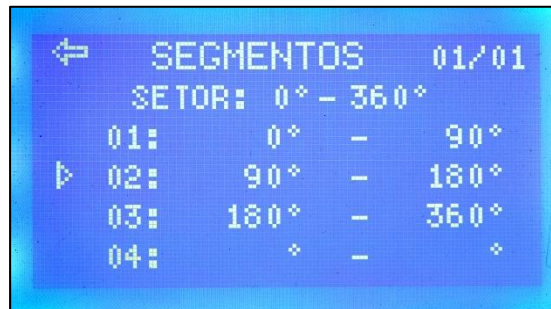 SEGMENTOS 01/01
SETOR: 0° - 360°
01: 0° - 90°
02: 90° - 180°
03: 180° - 360°
04: ° - °